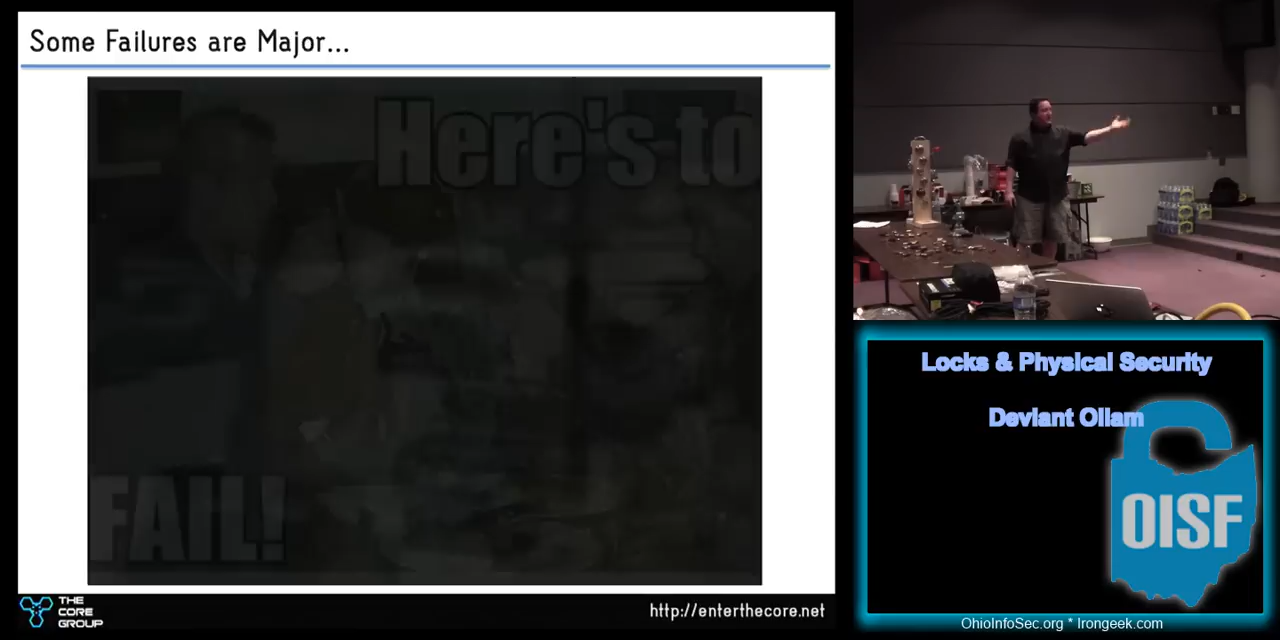 Some Failures are Major...
Here's to
FAIL!
THE
CORE
GROUP
http://enterthecore.net
Locks & Physical Security
Deviant Ollam
OISF
OhioInfoSec.org * Irongeek.com